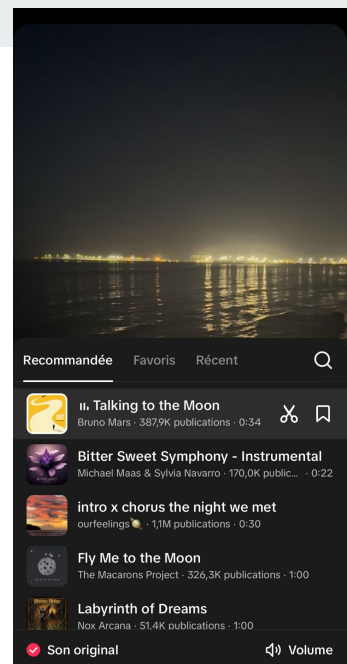 Recommandée Favoris Récent
Talking to the Moon
Bruno Mars · 387,9K publications · 0:34
Bitter Sweet Symphony - Instrumental
Michael Maas & Sylvia Navarro · 170,0K public... · 0:22
intro x chorus the night we met
ourfeelings🪐 · 1,1M publications · 0:30
Fly Me to the Moon
The Macarons Project · 326,3K publications · 1:00
Labyrinth of Dreams
Nox Arcana · 51,4K publications · 1:00
Son original Volume